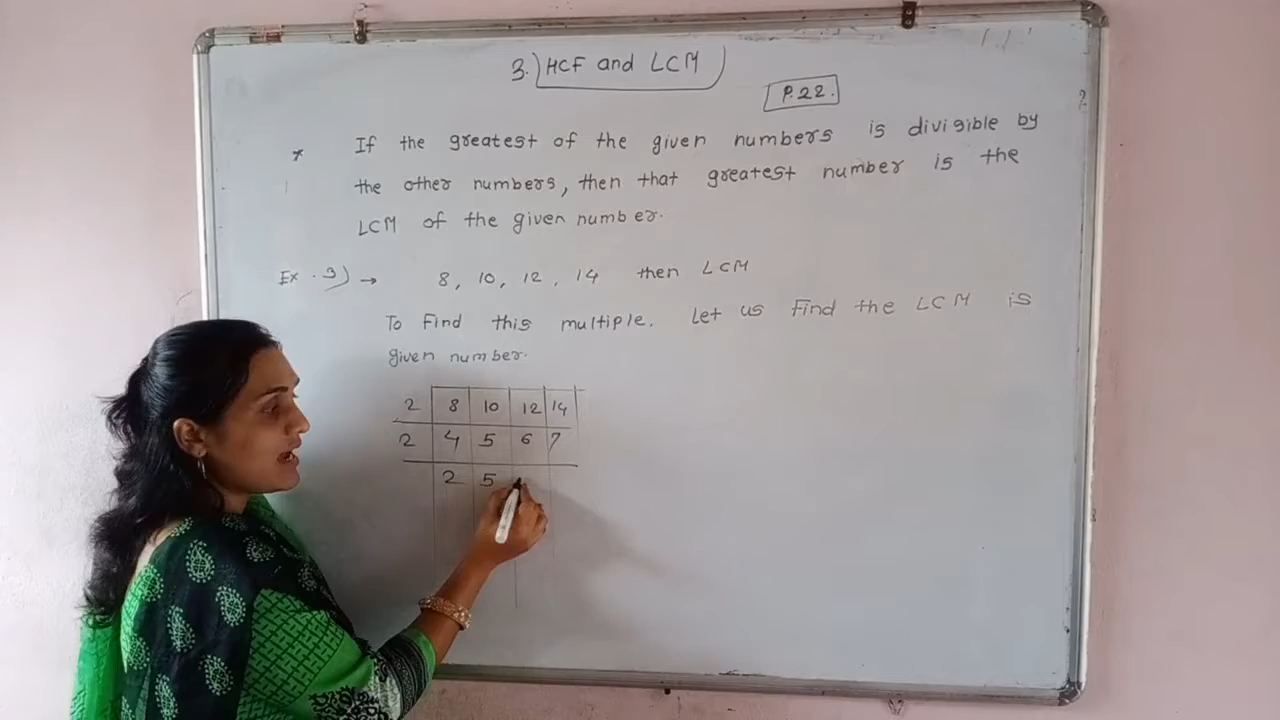 3. HCF and LCM
P.22.
* If the greatest of the given numbers is divisible by
the other numbers, then that greatest number is the
LCM of the given number.
Ex. 3) → 8, 10, 12, 14 then LCM
To Find this multiple. Let us Find the LCM is
given number.
2 8 10 12 14
2 4 5 6 7
2 5